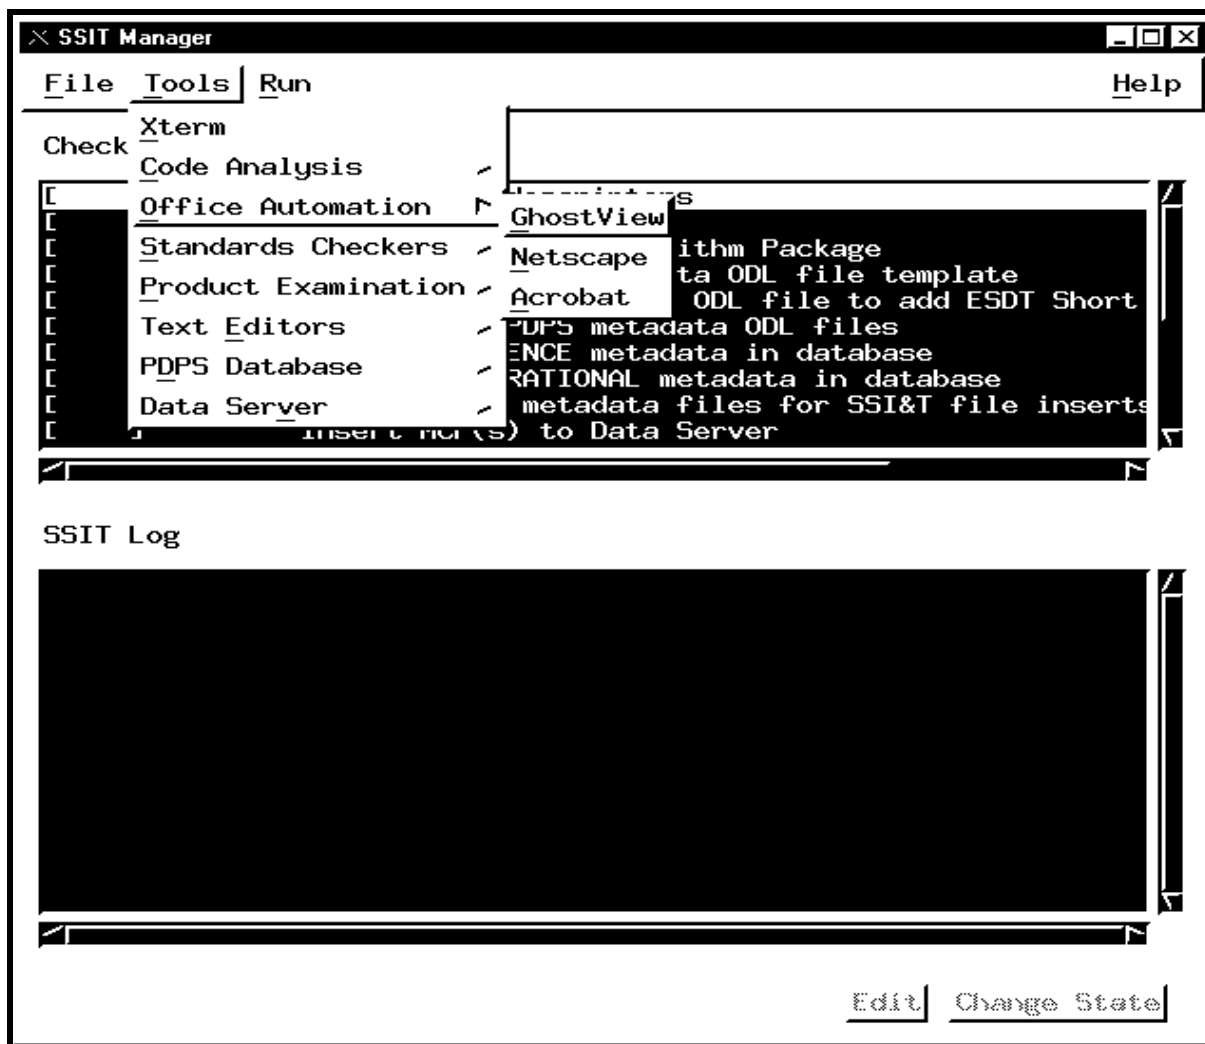 SSIT Manager
File Tools Run Help
Xterm
Check
Code Analysis
Office Automation
GhostView
Standards Checkers
ithm Package
Netscape
ta ODL file template
Product Examination
Acrobat
ODL file to add ESDT Short
Text Editors
PDPS metadata ODL files
ENCE metadata in database
PDPS Database
RATIONAL metadata in database
Data Server
metadata files for SSI&T file inserts
Insert MCF(s) to Data Server
SSIT Log
Edit Change State